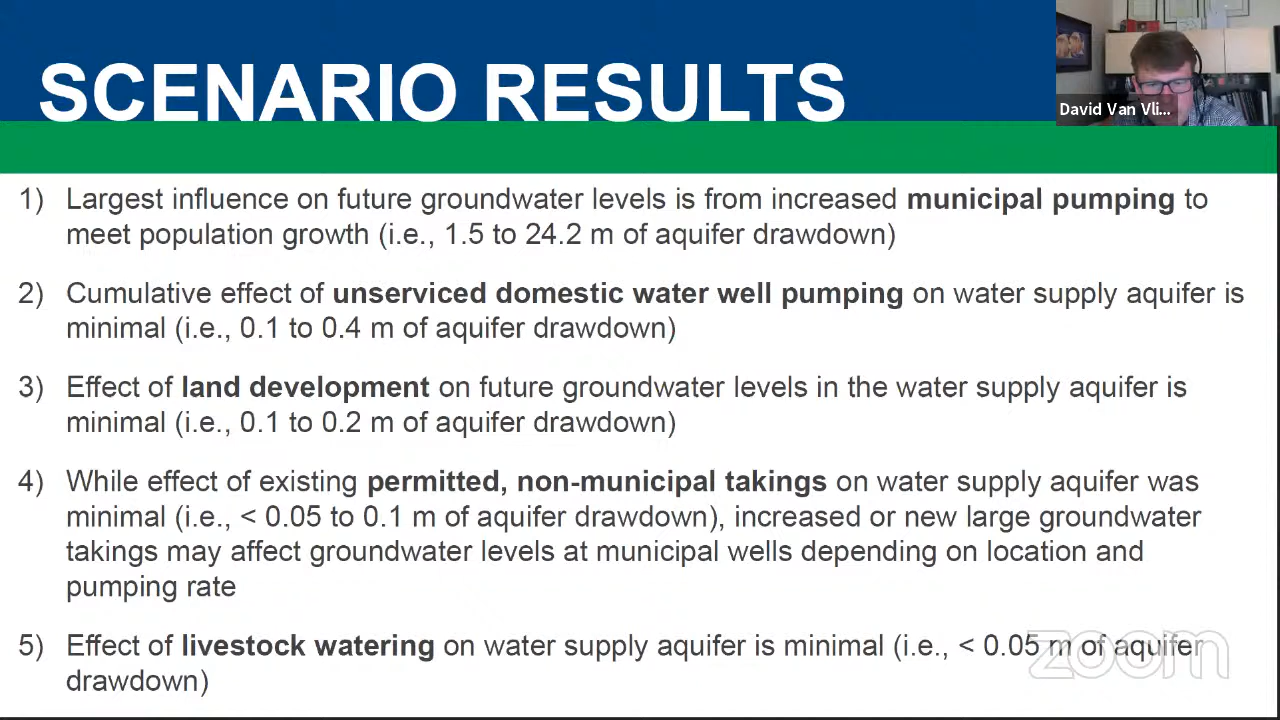 SCENARIO RESULTS
David Van Vli...
1) Largest influence on future groundwater levels is from increased municipal pumping to
meet population growth (i.e., 1.5 to 24.2 m of aquifer drawdown)
2) Cumulative effect of unserviced domestic water well pumping on water supply aquifer is
minimal (i.e., 0.1 to 0.4 m of aquifer drawdown)
3) Effect of land development on future groundwater levels in the water supply aquifer is
minimal (i.e., 0.1 to 0.2 m of aquifer drawdown)
4) While effect of existing permitted, non-municipal takings on water supply aquifer was
minimal (i.e., < 0.05 to 0.1 m of aquifer drawdown), increased or new large groundwater
takings may affect groundwater levels at municipal wells depending on location and
pumping rate
5) Effect of livestock watering on water supply aquifer is minimal (i.e., < 0.05 m of aquifer
drawdown)
zoom